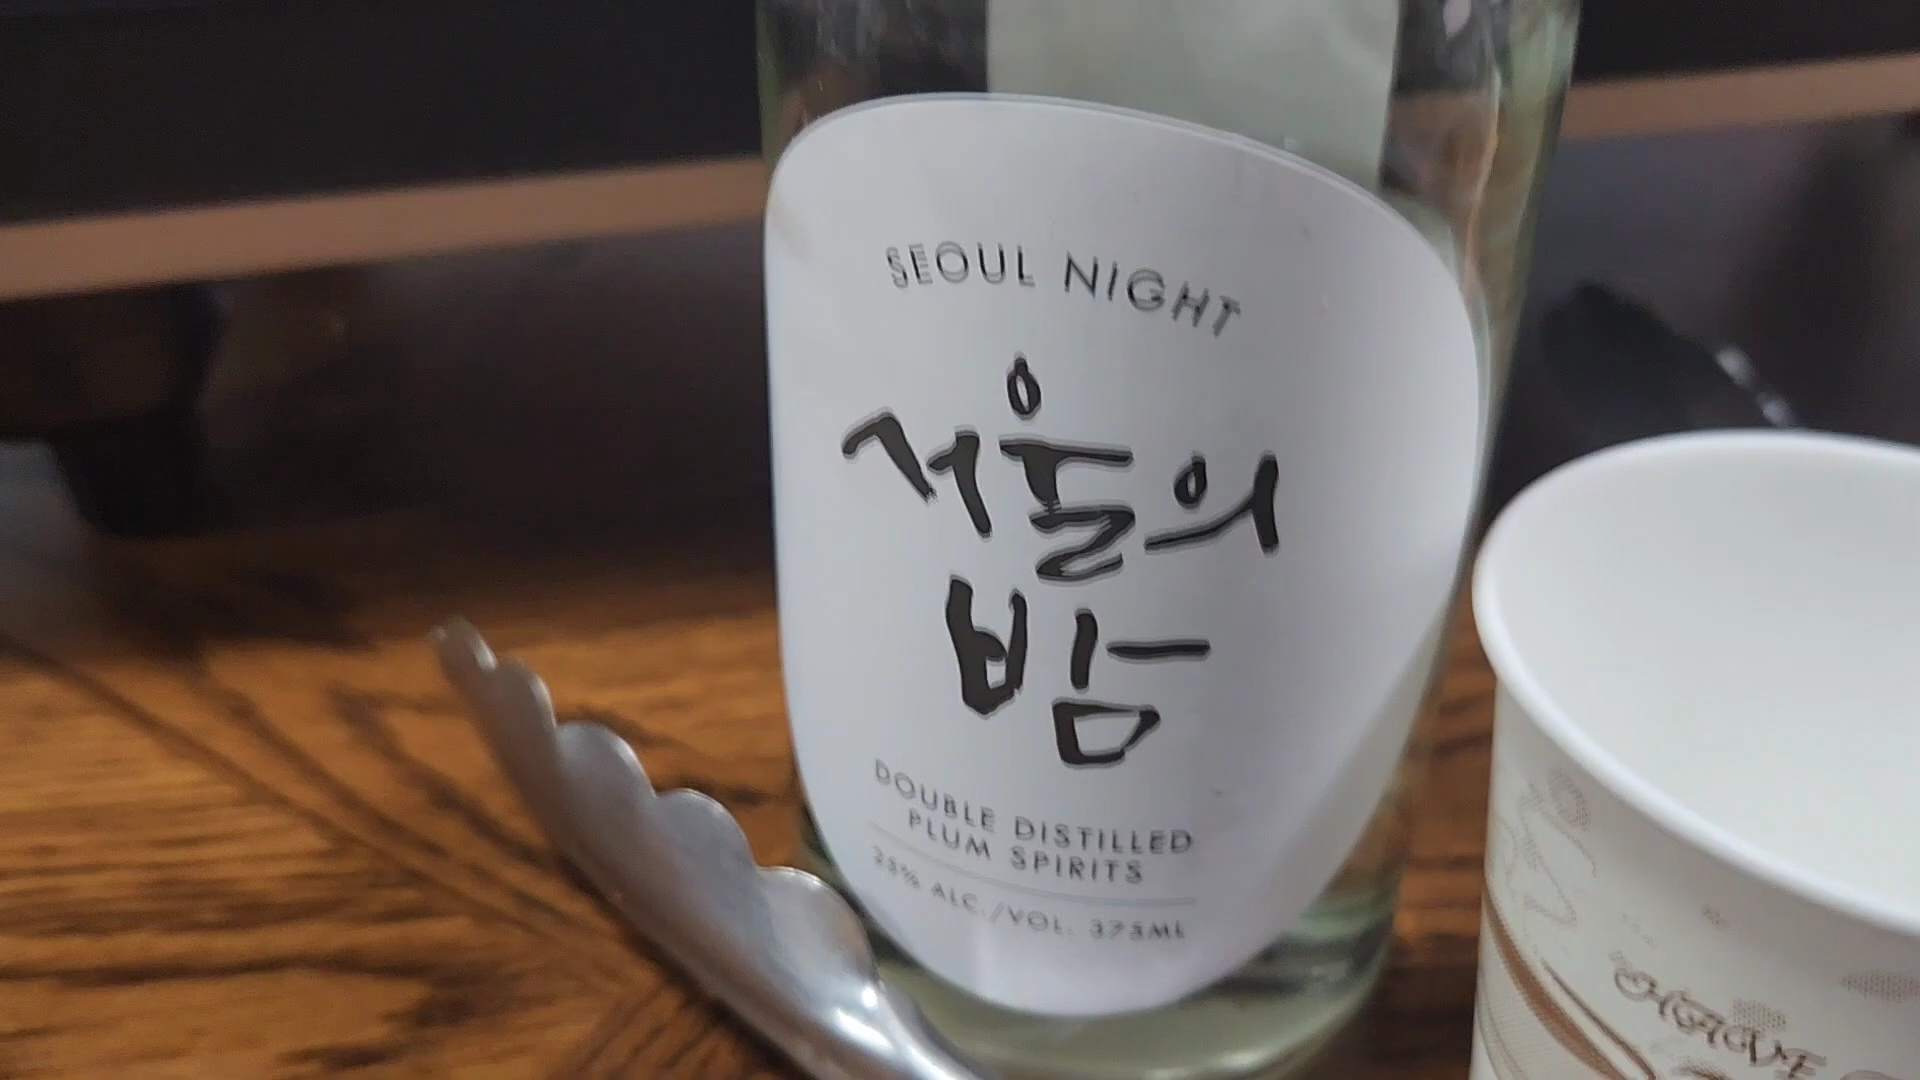 SEOUL NIGHT
서울의
밤
DOUBLE DISTILLED
PLUM SPIRITS
25% ALC./VOL. 375ML